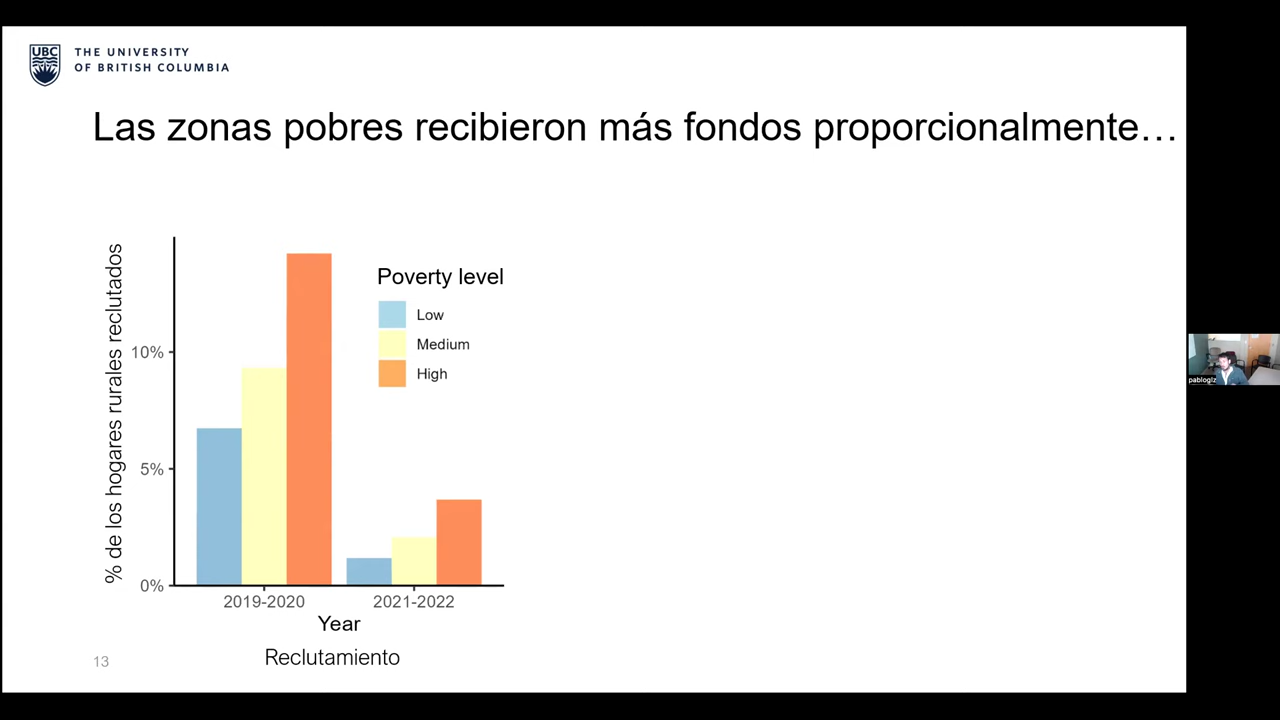 UBC
THE UNIVERSITY
OF BRITISH COLUMBIA
Las zonas pobres recibieron más fondos proporcionalmente…
% de los hogares rurales reclutados
10%
5%
0%
Poverty level
Low
Medium
High
2019-2020
2021-2022
Year
Reclutamiento
13
pabloglz